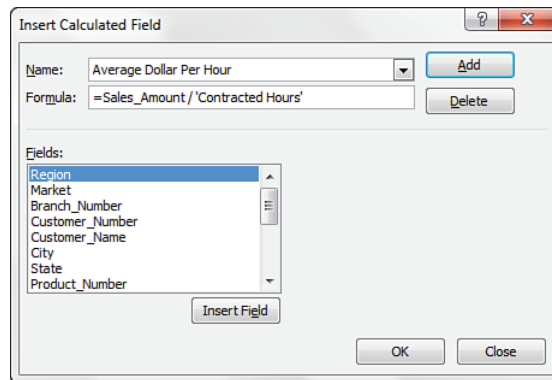 Insert Calculated Field
Name: Average Dollar Per Hour Add
Formula: =Sales_Amount / 'Contracted Hours' Delete
Fields:
Region
Market
Branch_Number
Customer_Number
Customer_Name
City
State
Product_Number
Insert Field
OK Close